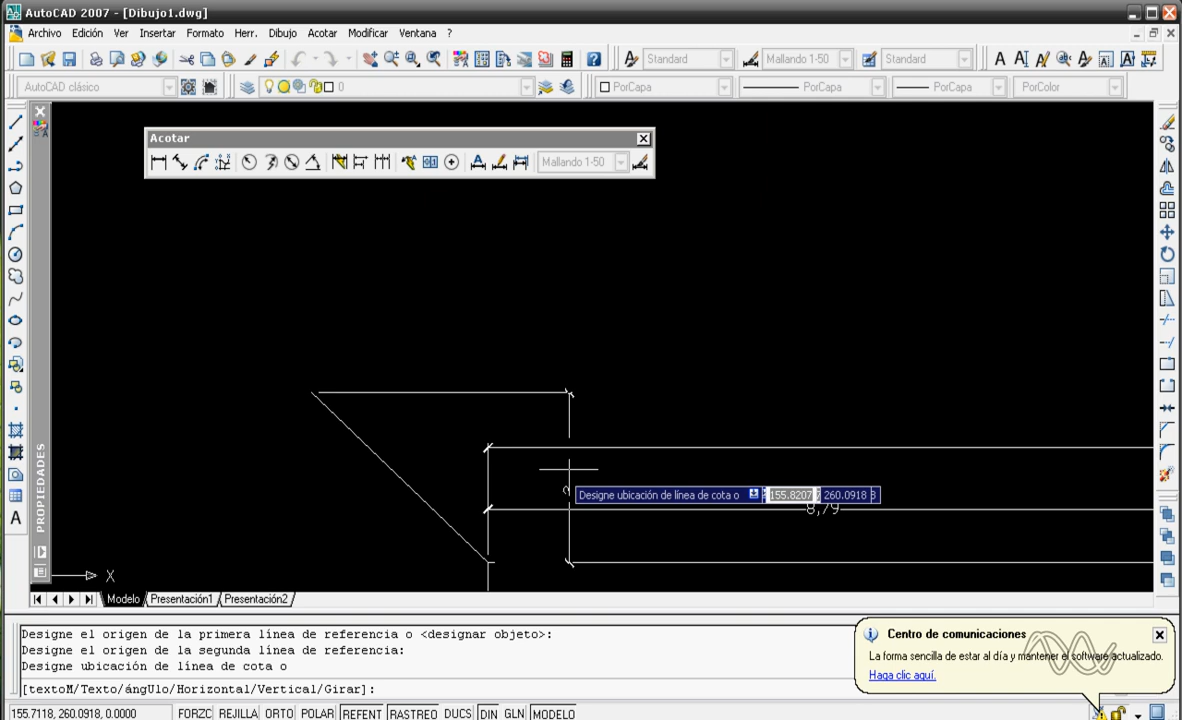 AutoCAD 2007 - [Dibujo1.dwg]
Archivo Edición Ver Insertar Formato Herr. Dibujo Acotar Modificar Ventana ?
Standard Mallando 1-50 Standard
AutoCAD clásico 0 PorCapa PorCapa PorCapa PorColor
Acotar
Mallando 1-50
PROPIEDADES
Designe ubicación de línea de cota o 155.8207 260.0918
8,79
X
Modelo Presentación1 Presentación2
Designe el origen de la primera línea de referencia o <designar objeto>:
Designe el origen de la segunda línea de referencia:
Designe ubicación de línea de cota o
[textoM/Texto/ángUlo/Horizontal/Vertical/Girar]:
Centro de comunicaciones
La forma sencilla de estar al día y mantener el software actualizado.
Haga clic aquí.
155.7118, 260.0918, 0.0000 FORZC REJILLA ORTO POLAR REFENT RASTREO DUCS DIN GLN MODELO